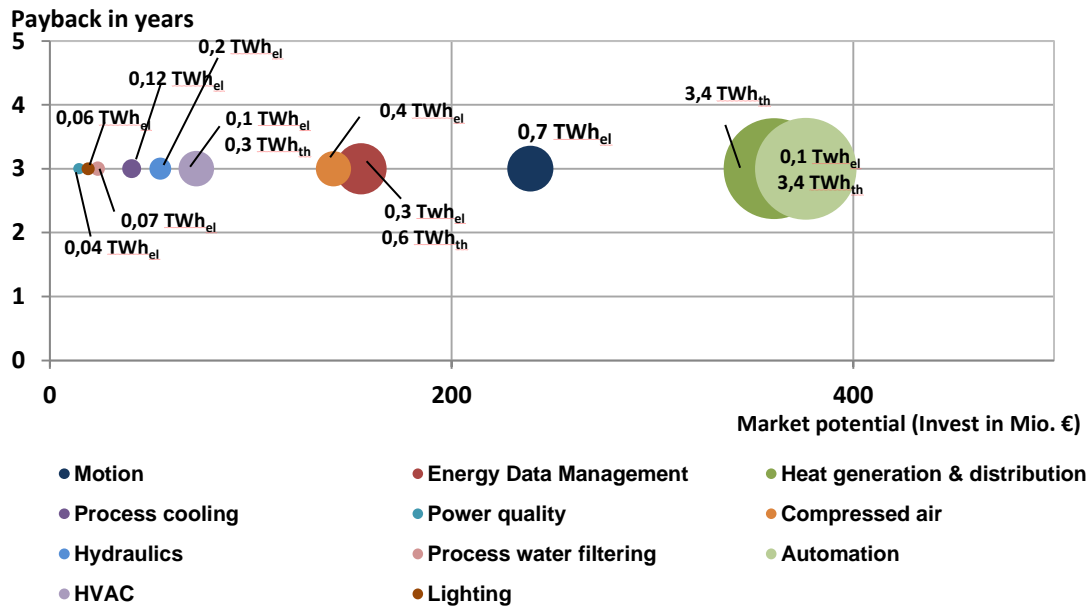 Payback in years
5
4
3
2
1
0
0,2 TWhel
0,12 TWhel
0,06 TWhel
0,1 TWhel
0,3 TWhth
0,4 TWhel
0,7 TWhel
3,4 TWhth
0,1 Twhel
3,4 TWhth
0,07 TWhel
0,04 TWhel
0,3 Twhel
0,6 TWhth
0
200
400
Market potential (Invest in Mio. €)
Motion
Energy Data Management
Heat generation & distribution
Process cooling
Power quality
Compressed air
Hydraulics
Process water filtering
Automation
HVAC
Lighting